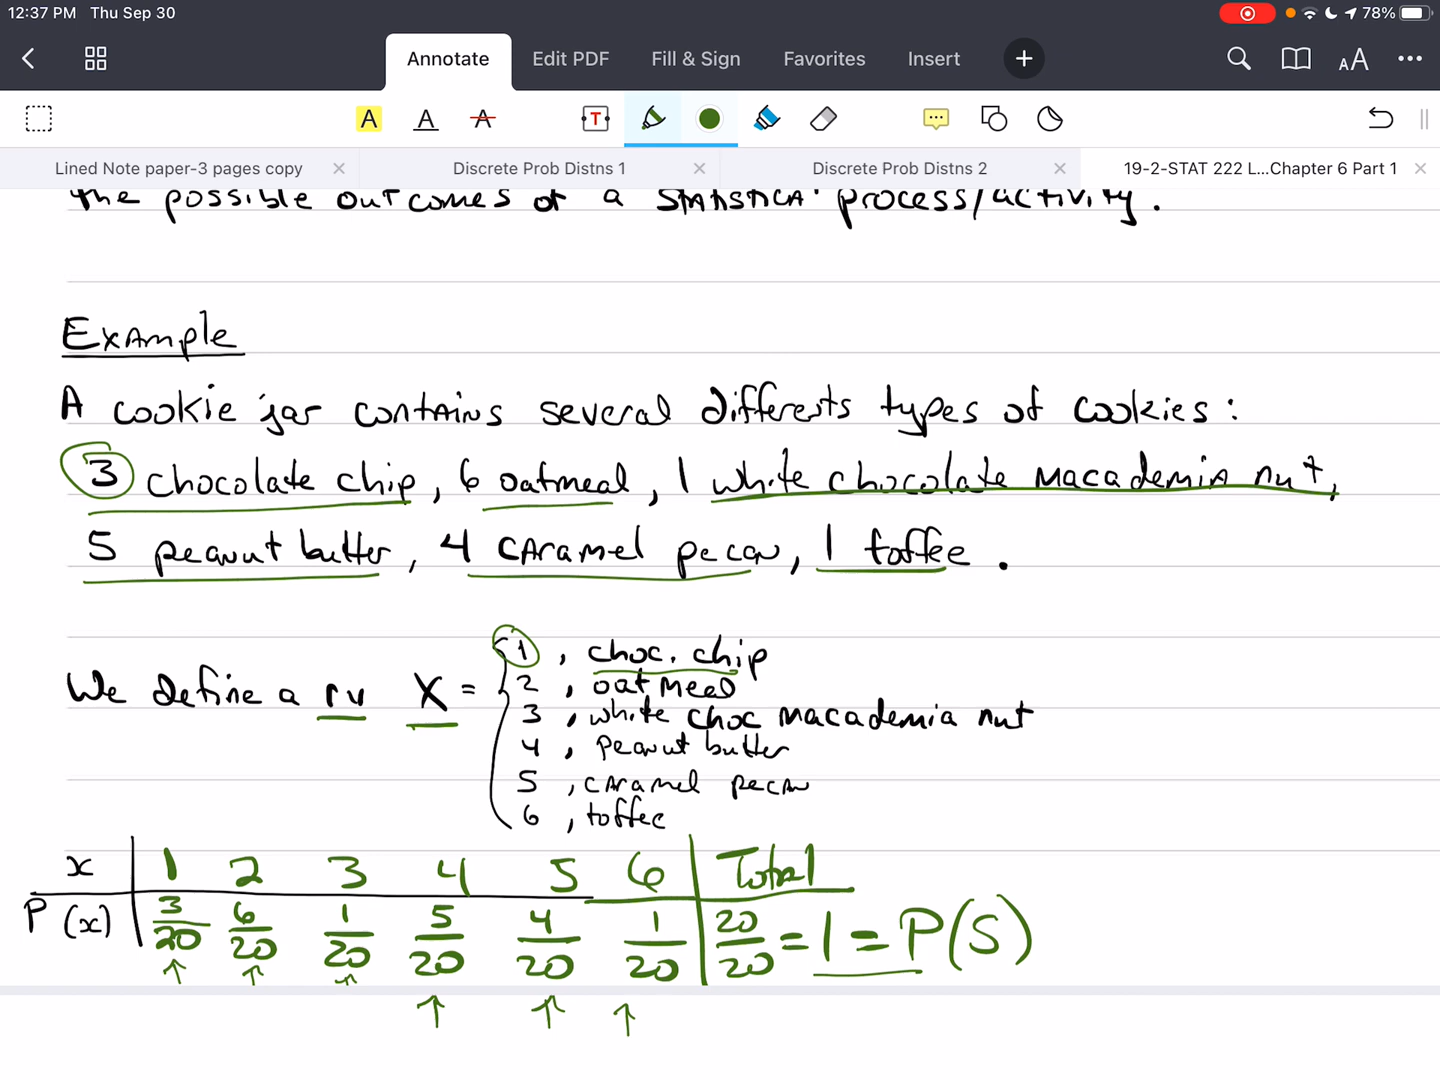 12:37 PM Thu Sep 30
78%
Annotate Edit PDF Fill & Sign Favorites Insert
A A A T AA
Lined Note paper-3 pages copy Discrete Prob Distns 1 Discrete Prob Distns 2 19-2-STAT 222 L...Chapter 6 Part 1
the possible outcomes of a process/activity.
Example
A cookie jar contains several differents types of cookies:
3 chocolate chip, 6 oatmeal, 1 white chocolate macademia nut,
5 peanut butter, 4 caramel pecan, 1 toffee.
We define a rv X =
1, choc. chip
2, oatmeal
3, white choc macademia nut
4, peanut butter
5, caramel pecan
6, toffee
x 1 2 3 4 5 6 Total
P(x) 3/20 6/20 1/20 5/20 4/20 1/20 20/20 = 1 = P(S)